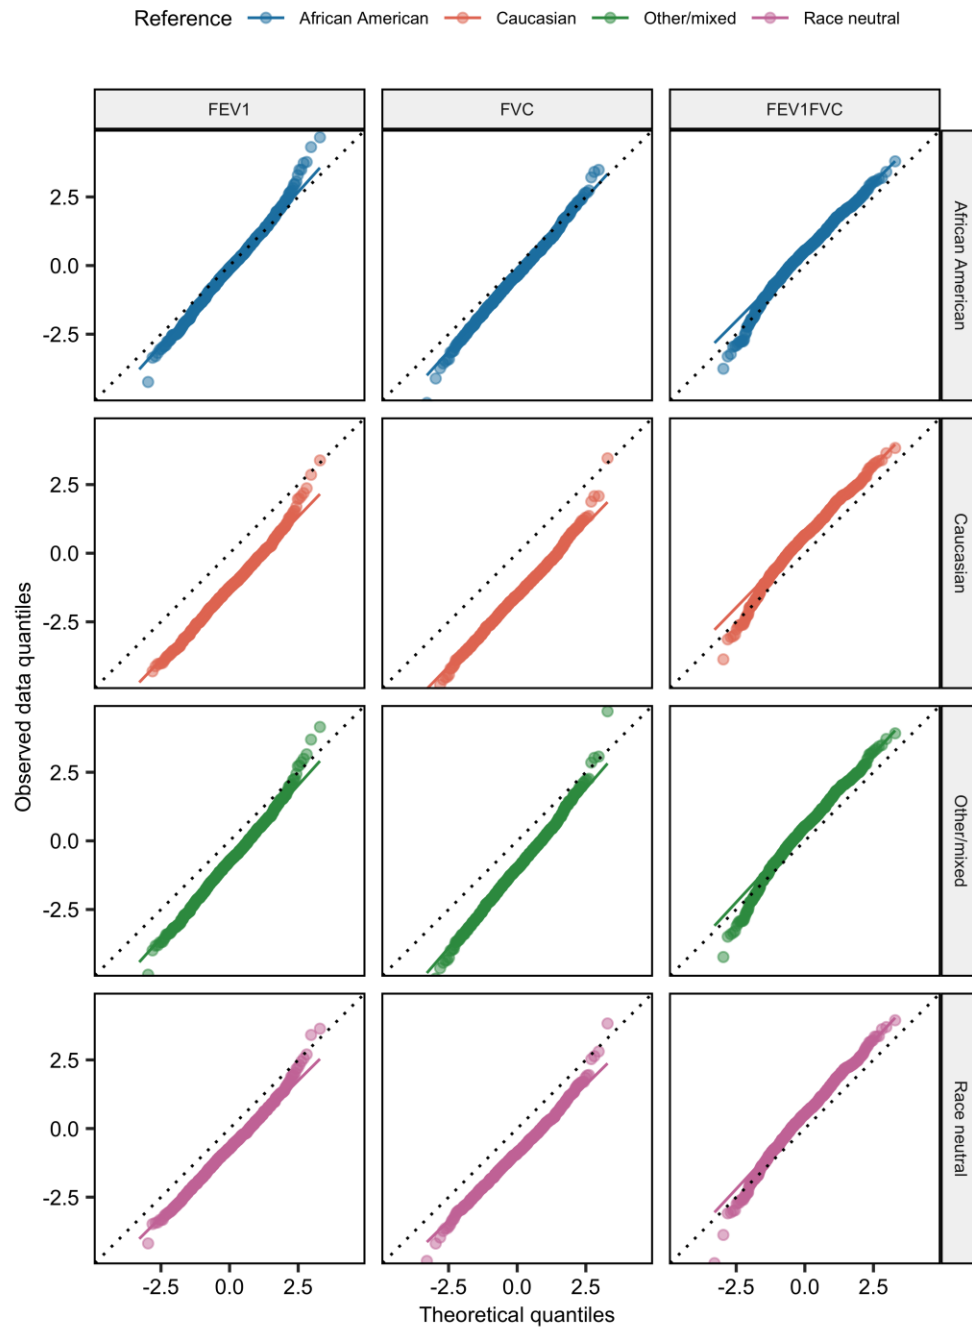 Reference African American Caucasian Other/mixed Race neutral
FEV1 FVC FEV1FVC
2.5
0.0
-2.5
African American
2.5
0.0
-2.5
Caucasian
Observed data quantiles
2.5
0.0
-2.5
Other/mixed
2.5
0.0
-2.5
Race neutral
-2.5 0.0 2.5 -2.5 0.0 2.5 -2.5 0.0 2.5
Theoretical quantiles